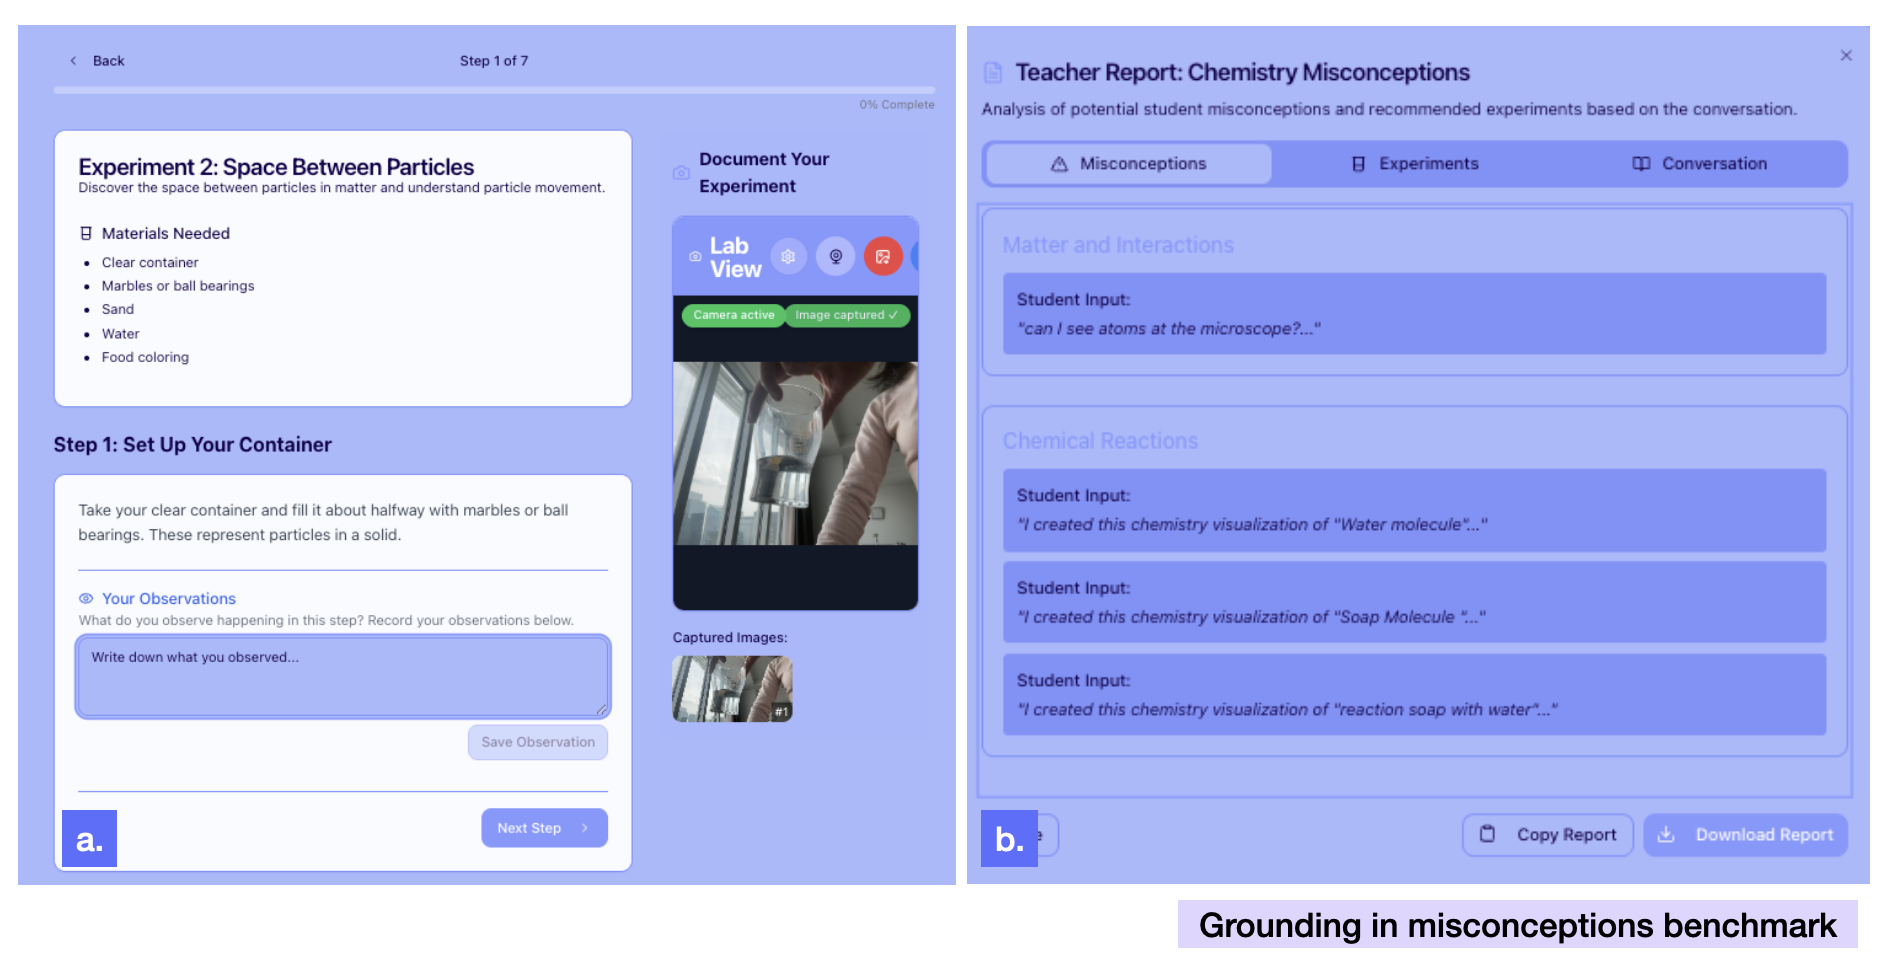 Back
Step 1 of 7
0% Complete
Experiment 2: Space Between Particles
Discover the space between particles in matter and understand particle movement.
Materials Needed
Clear container
Marbles or ball bearings
Sand
Water
Food coloring
Step 1: Set Up Your Container
Take your clear container and fill it about halfway with marbles or ball
bearings. These represent particles in a solid.
Your Observations
What do you observe happening in this step? Record your observations below.
Write down what you observed...
Save Observation
Next Step
a.
Document Your
Experiment
Lab
View
Camera active
Image captured ✓
Captured Images:
#1
Teacher Report: Chemistry Misconceptions
Analysis of potential student misconceptions and recommended experiments based on the conversation.
Misconceptions
Experiments
Conversation
Matter and Interactions
Student Input:
"can I see atoms at the microscope?..."
Chemical Reactions
Student Input:
"I created this chemistry visualization of "Water molecule"..."
Student Input:
"I created this chemistry visualization of "Soap Molecule "..."
Student Input:
"I created this chemistry visualization of "reaction soap with water"..."
b.
Copy Report
Download Report
Grounding in misconceptions benchmark